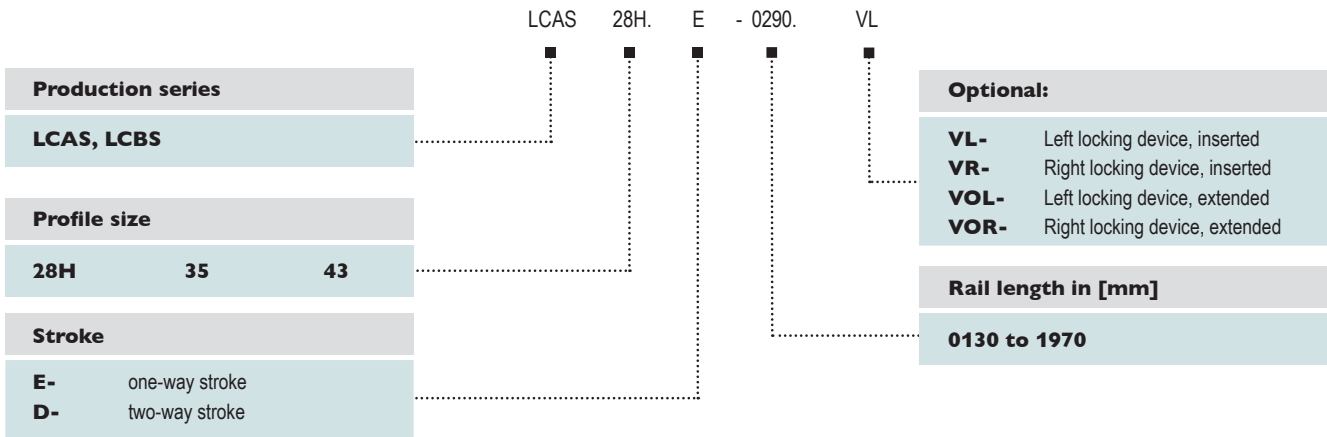 LCAS 28H. E - 0290. VL
Production series
LCAS, LCBS
Profile size
28H 35 43
Stroke
E- one-way stroke
D- two-way stroke
Optional:
VL- Left locking device, inserted
VR- Right locking device, inserted
VOL- Left locking device, extended
VOR- Right locking device, extended
Rail length in [mm]
0130 to 1970